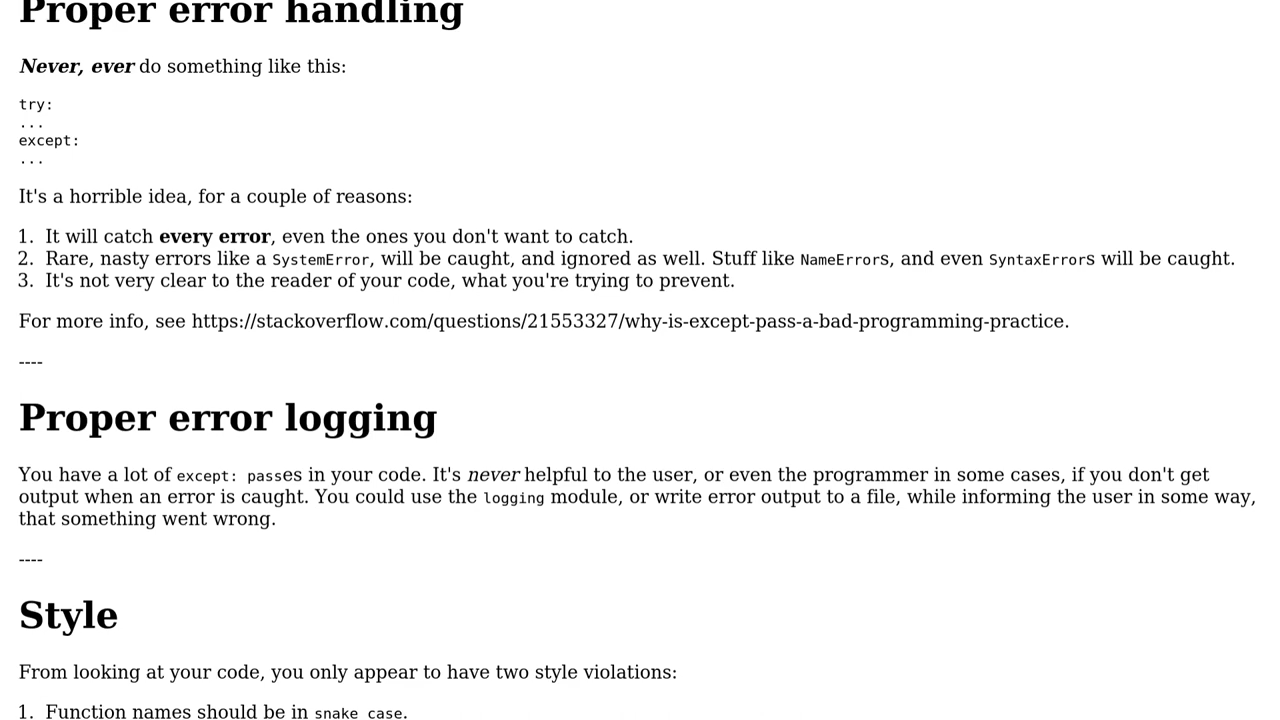 Proper error handling
Never, ever do something like this:
try:
...
except:
...
It's a horrible idea, for a couple of reasons:
1. It will catch every error, even the ones you don't want to catch.
2. Rare, nasty errors like a SystemError, will be caught, and ignored as well. Stuff like NameErrors, and even SyntaxErrors will be caught.
3. It's not very clear to the reader of your code, what you're trying to prevent.
For more info, see https://stackoverflow.com/questions/21553327/why-is-except-pass-a-bad-programming-practice.
----
Proper error logging
You have a lot of except: passes in your code. It's never helpful to the user, or even the programmer in some cases, if you don't get
output when an error is caught. You could use the logging module, or write error output to a file, while informing the user in some way,
that something went wrong.
----
Style
From looking at your code, you only appear to have two style violations:
1. Function names should be in snake_case.